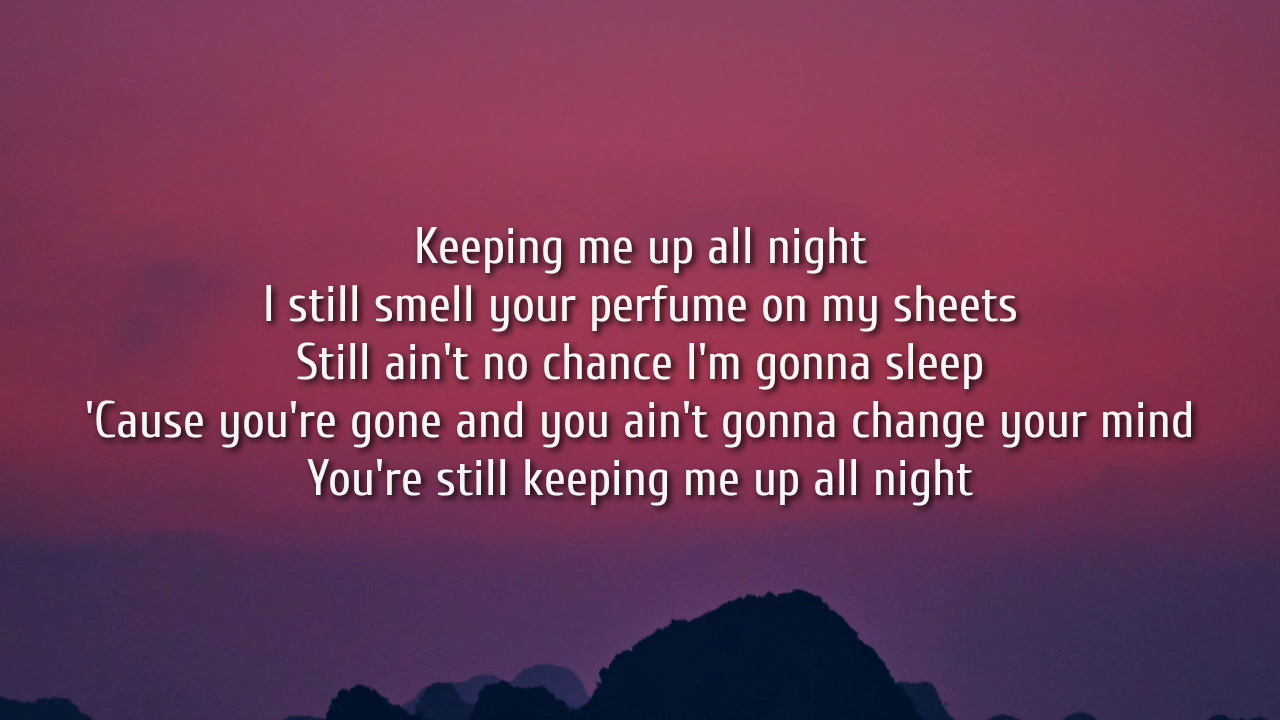 Keeping me up all night
I still smell your perfume on my sheets
Still ain't no chance I'm gonna sleep
'Cause you're gone and you ain't gonna change your mind
You're still keeping me up all night